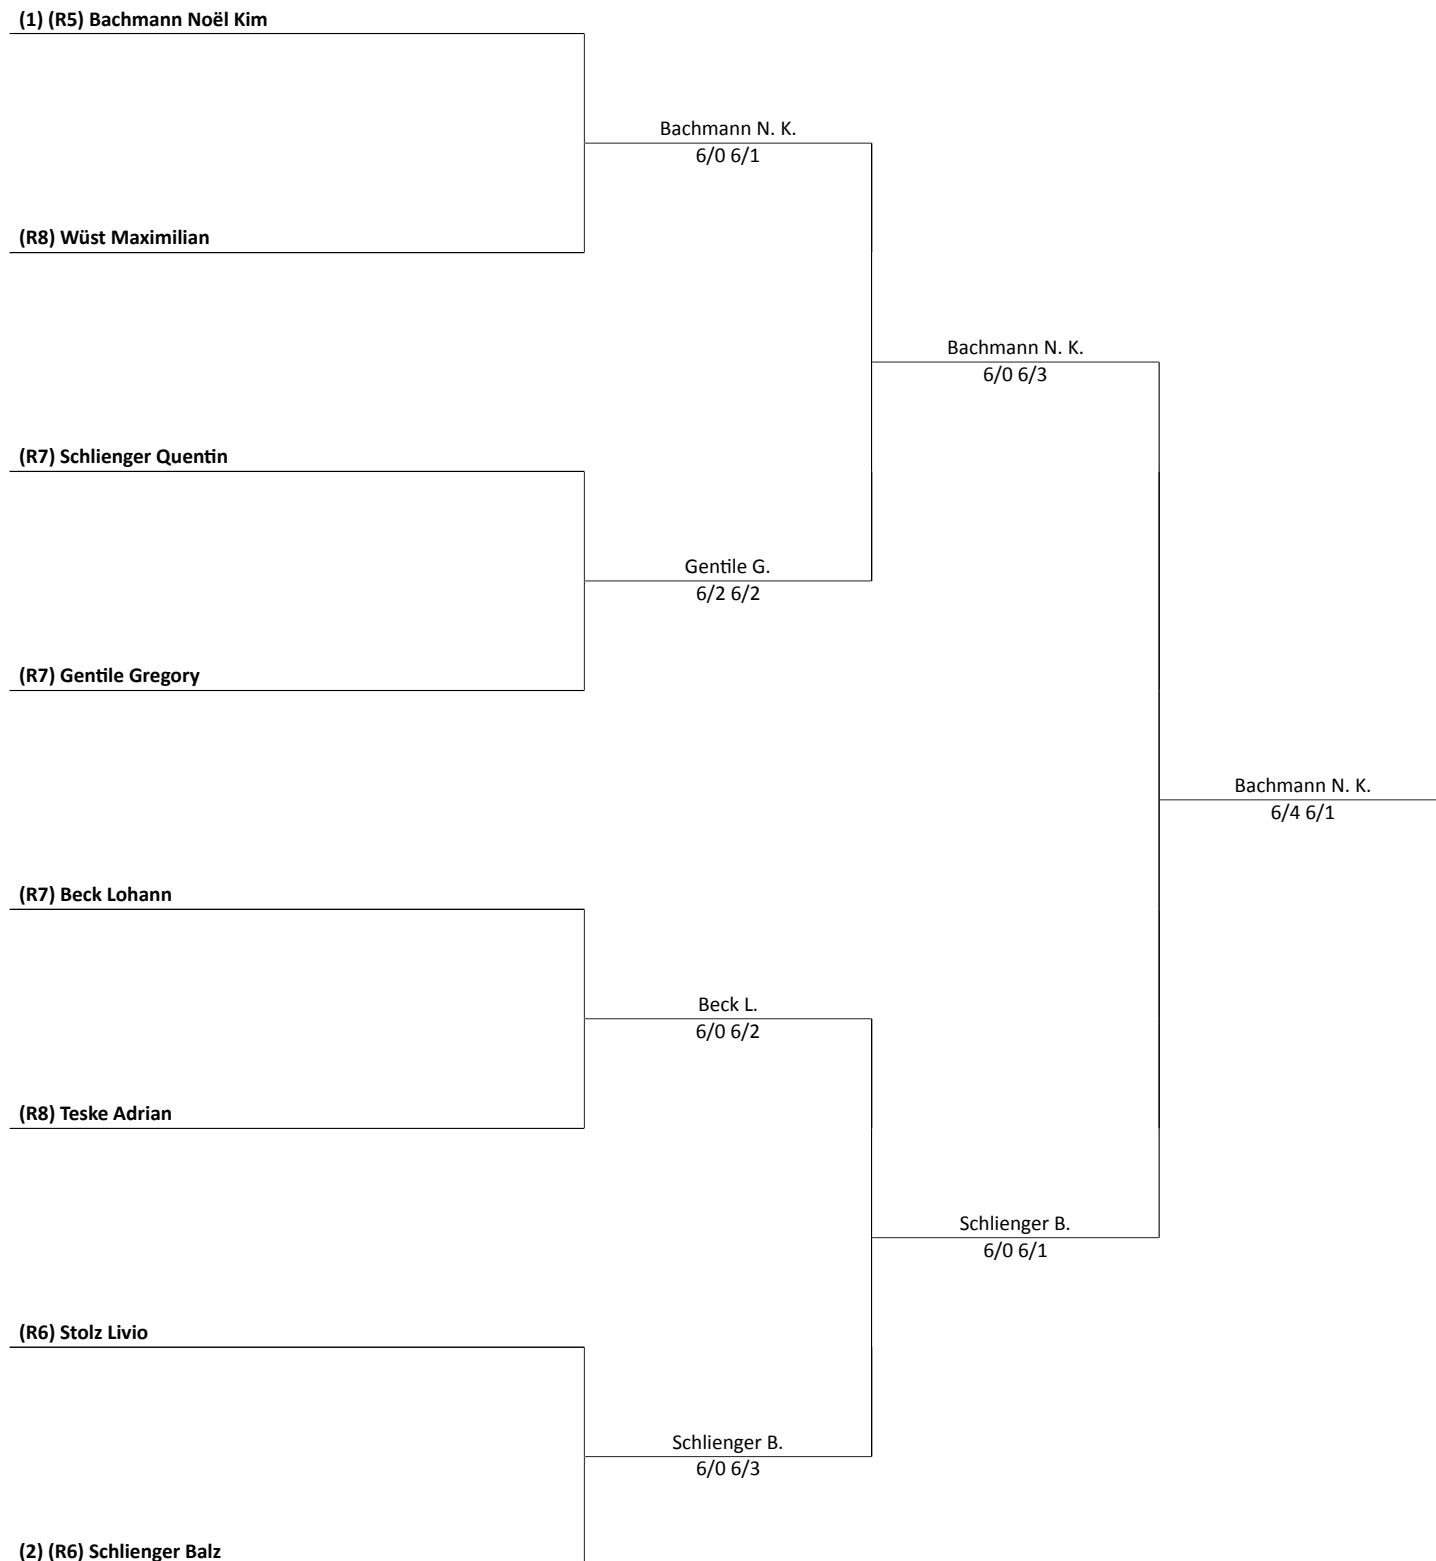 (1) (R5) Bachmann Noël Kim
Bachmann N. K.
6/0 6/1
(R8) Wüst Maximilian
Bachmann N. K.
6/0 6/3
(R7) Schlienger Quentin
Gentile G.
6/2 6/2
(R7) Gentile Gregory
Bachmann N. K.
6/4 6/1
(R7) Beck Lohann
Beck L.
6/0 6/2
(R8) Teske Adrian
Schlienger B.
6/0 6/1
(R6) Stolz Livio
Schlienger B.
6/0 6/3
(2) (R6) Schlienger Balz